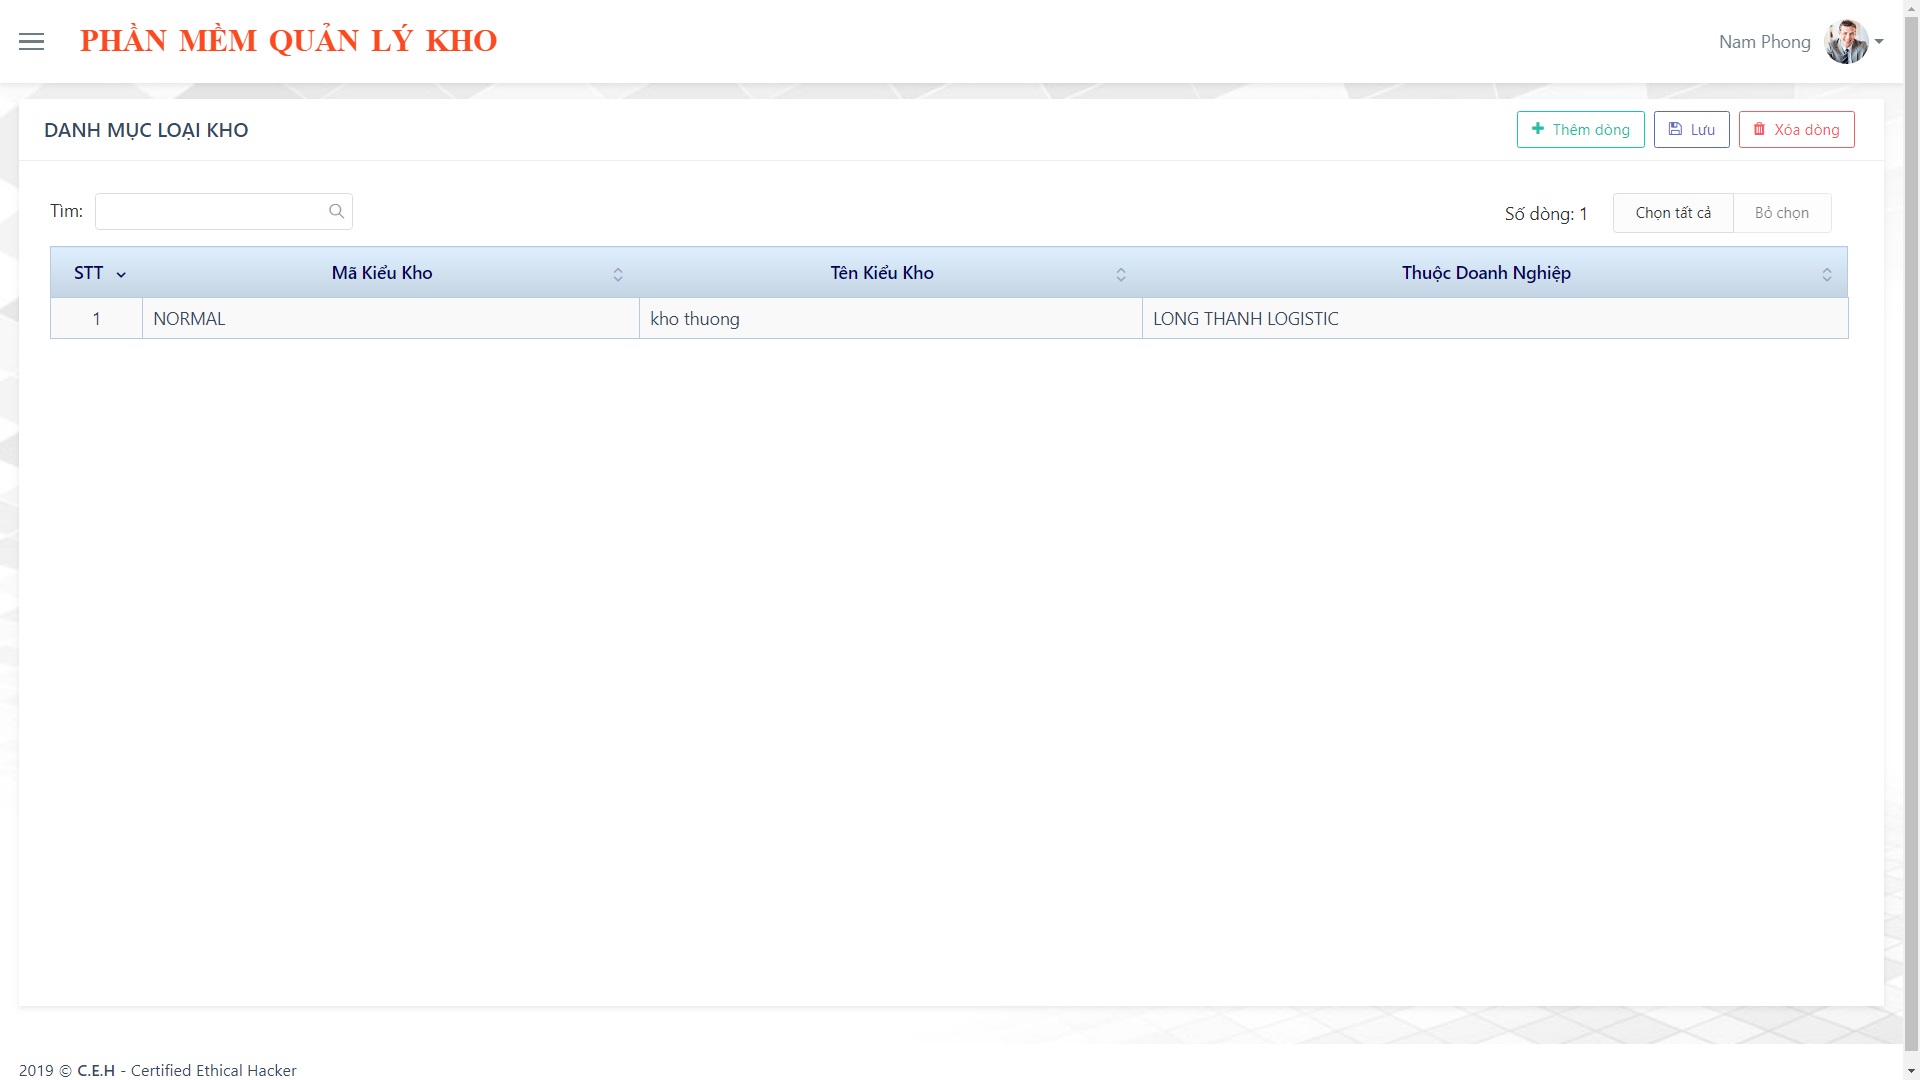 PHẦN MỀM QUẢN LÝ KHO
Nam Phong
DANH MỤC LOẠI KHO
Thêm dòng
Lưu
Xóa dòng
Tìm:
Số dòng: 1
Chọn tất cả
Bỏ chọn
STT Mã Kiểu Kho Tên Kiểu Kho Thuộc Doanh Nghiệp
1 NORMAL kho thuong LONG THANH LOGISTIC
2019 © C.E.H - Certified Ethical Hacker